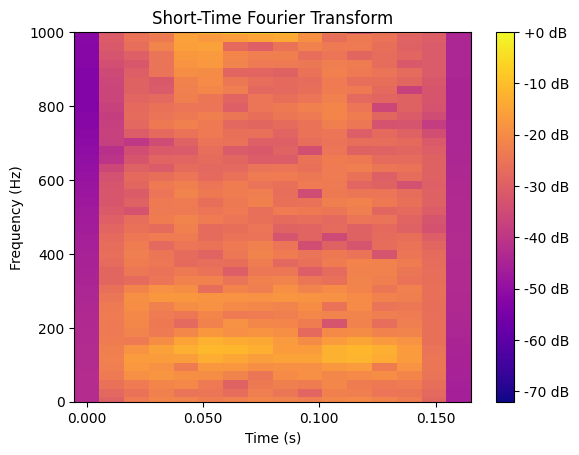 Short-Time Fourier Transform
1000
800
600
400
200
0
Frequency (Hz)
0.000
0.050
0.100
0.150
Time (s)
+0 dB
-10 dB
-20 dB
-30 dB
-40 dB
-50 dB
-60 dB
-70 dB